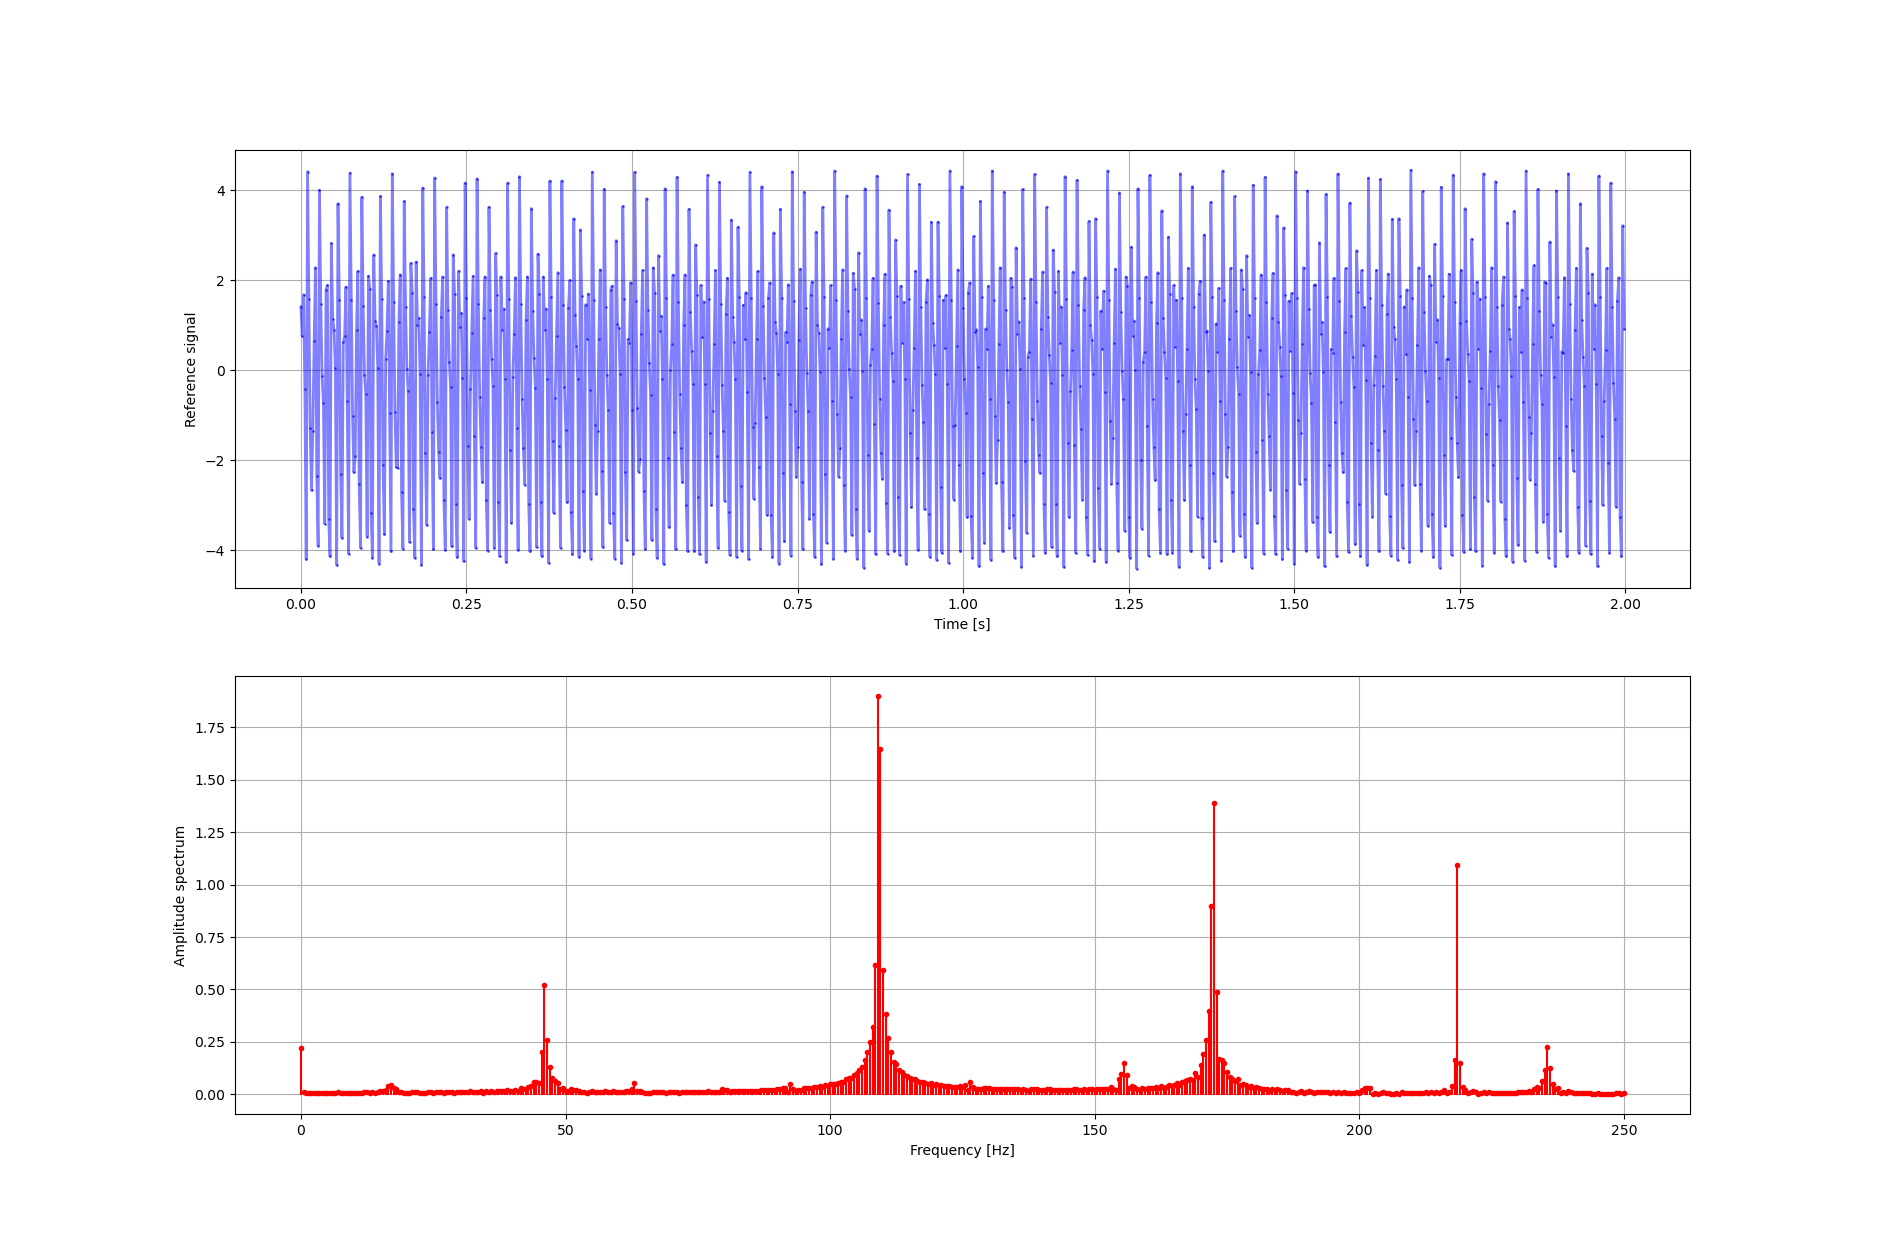 Reference signal
4
2
0
−2
−4
0.00 0.25 0.50 0.75 1.00 1.25 1.50 1.75 2.00
Time [s]
Amplitude spectrum
1.75
1.50
1.25
1.00
0.75
0.50
0.25
0.00
0 50 100 150 200 250
Frequency [Hz]